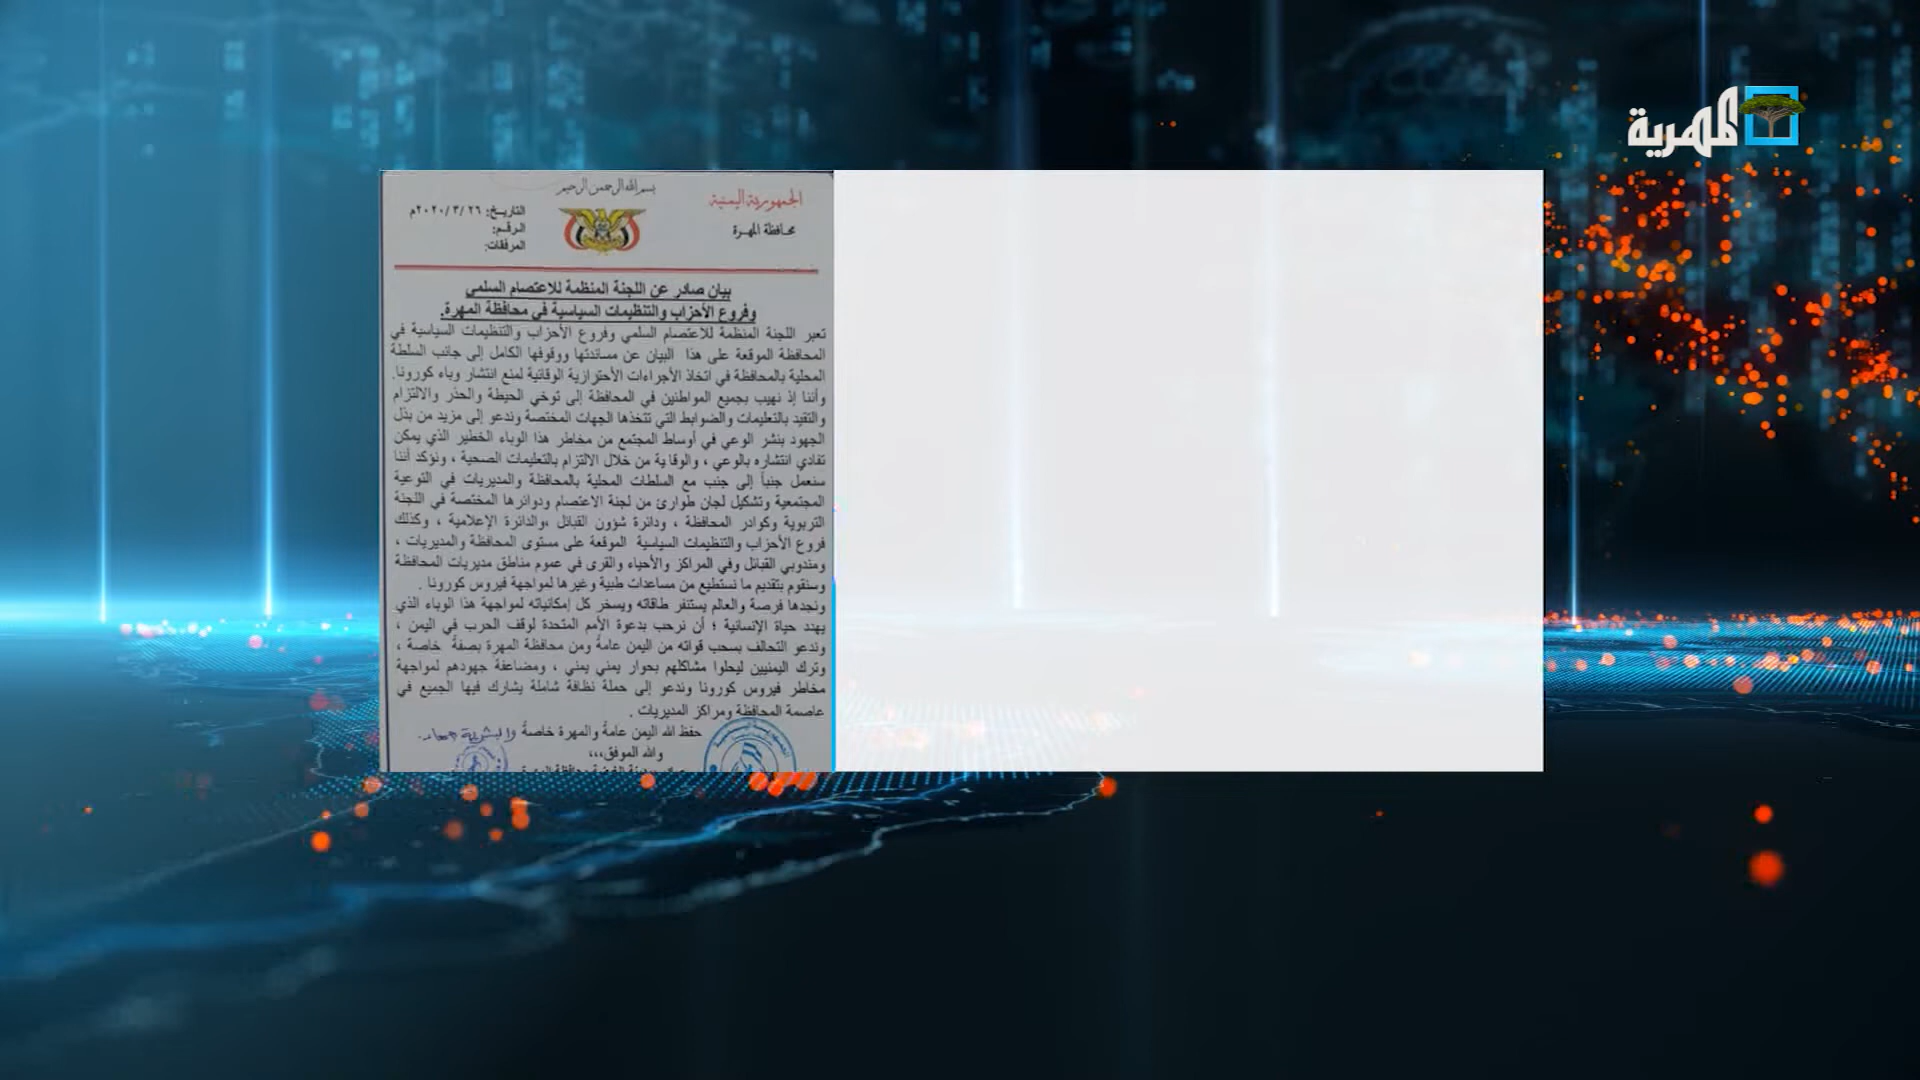 المهرية
بسم الله الرحمن الرحيم
الجمهورية اليمنية
محافظة المهرة
التاريخ: ٢٠٢٠/٣/٢٦م
الرقم:
المرفقات:
بيان صادر عن اللجنة المنظمة للاعتصام السلمي
وفروع الأحزاب والتنظيمات السياسية في محافظة المهرة.
تعبر اللجنة المنظمة للاعتصام السلمي وفروع الأحزاب والتنظيمات السياسية في
المحافظة الموقعة على هذا البيان عن مساندتها ووقوفها الكامل إلى جانب السلطة
المحلية بالمحافظة في اتخاذ الأجراءات الأحترازية الوقائية لمنع انتشار وباء كورونا.
وأننا إذ نهيب بجميع المواطنين في المحافظة إلى توخي الحيطة والحذر والالتزام
والتقيد بالتعليمات والضوابط التي تتخذها الجهات المختصة وندعو إلى مزيد من بذل
الجهود بنشر الوعي في أوساط المجتمع من مخاطر هذا الوباء الخطير الذي يمكن
تفادي انتشاره بالوعي ، والوقاية من خلال الالتزام بالتعليمات الصحية ، ونؤكد أننا
سنعمل جنباً إلى جنب مع السلطات المحلية بالمحافظة والمديريات في التوعية
المجتمعية وتشكيل لجان طوارئ من لجنة الاعتصام ودوائرها المختصة في اللجنة
التربوية وكوادر المحافظة ، ودائرة شؤون القبائل ،والدائرة الإعلامية ، وكذلك
فروع الأحزاب والتنظيمات السياسية الموقعة على مستوى المحافظة والمديريات ،
ومندوبي القبائل وفي المراكز والأحياء والقرى في عموم مناطق مديريات المحافظة
وسنقوم بتقديم ما نستطيع من مساعدات طبية وغيرها لمواجهة فيروس كورونا .
ونجدها فرصة والعالم يستنفر طاقاته ويسخر كل إمكانياته لمواجهة هذا الوباء الذي
يهدد حياة الإنسانية ؛ أن نرحب بدعوة الأمم المتحدة لوقف الحرب في اليمن ،
وندعو التحالف بسحب قواته من اليمن عامةً ومن محافظة المهرة بصفةٌ خاصة ،
وترك اليمنيين ليحلوا مشاكلهم بحوار يمني يمني ، ومضاعفة جهودهم لمواجهة
مخاطر فيروس كورونا وندعو إلى حملة نظافة شاملة يشارك فيها الجميع في
عاصمة المحافظة ومراكز المديريات .
حفظ الله اليمن عامةً والمهرة خاصةً والبشرية جمعاء.
والله الموفق،،،